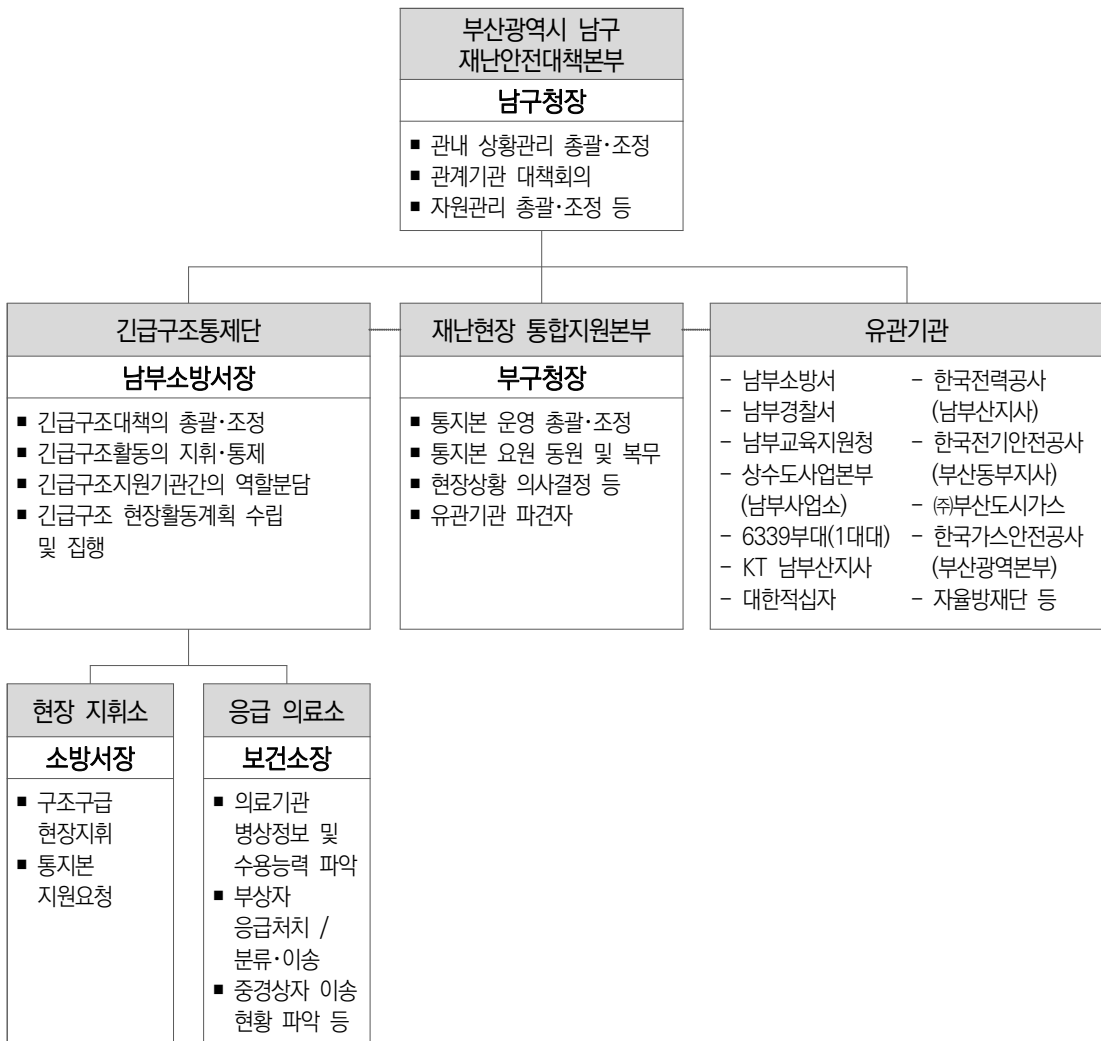 부산광역시 남구
재난안전대책본부
남구청장
■ 관내 상황관리 총괄·조정
■ 관계기관 대책회의
■ 자원관리 총괄·조정 등
긴급구조통제단
남부소방서장
■ 긴급구조대책의 총괄·조정
■ 긴급구조활동의 지휘·통제
■ 긴급구조지원기관간의 역할분담
■ 긴급구조 현장활동계획 수립
및 집행
재난현장 통합지원본부
부구청장
■ 통지본 운영 총괄·조정
■ 통지본 요원 동원 및 복무
■ 현장상황 의사결정 등
■ 유관기관 파견자
유관기관
- 남부소방서
- 남부경찰서
- 남부교육지원청
- 상수도사업본부
(남부사업소)
- 6339부대(1대대)
- KT 남부산지사
- 대한적십자
- 한국전력공사
(남부산지사)
- 한국전기안전공사
(부산동부지사)
- ㈜부산도시가스
- 한국가스안전공사
(부산광역본부)
- 자율방재단 등
현장 지휘소
소방서장
■ 구조구급
현장지휘
■ 통지본
지원요청
응급 의료소
보건소장
■ 의료기관
병상정보 및
수용능력 파악
■ 부상자
응급처치 /
분류·이송
■ 중경상자 이송
현황 파악 등